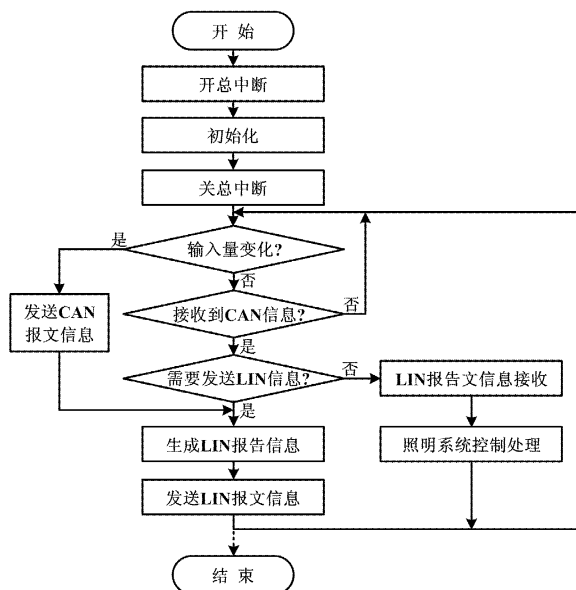 开 始
开总中断
初始化
关总中断
是
输入量变化?
否
发送CAN
报文信息
接收到CAN信息?
否
是
需要发送LIN信息?
否
LIN报告文信息接收
是
生成LIN报告信息
照明系统控制处理
发送LIN报文信息
结 束